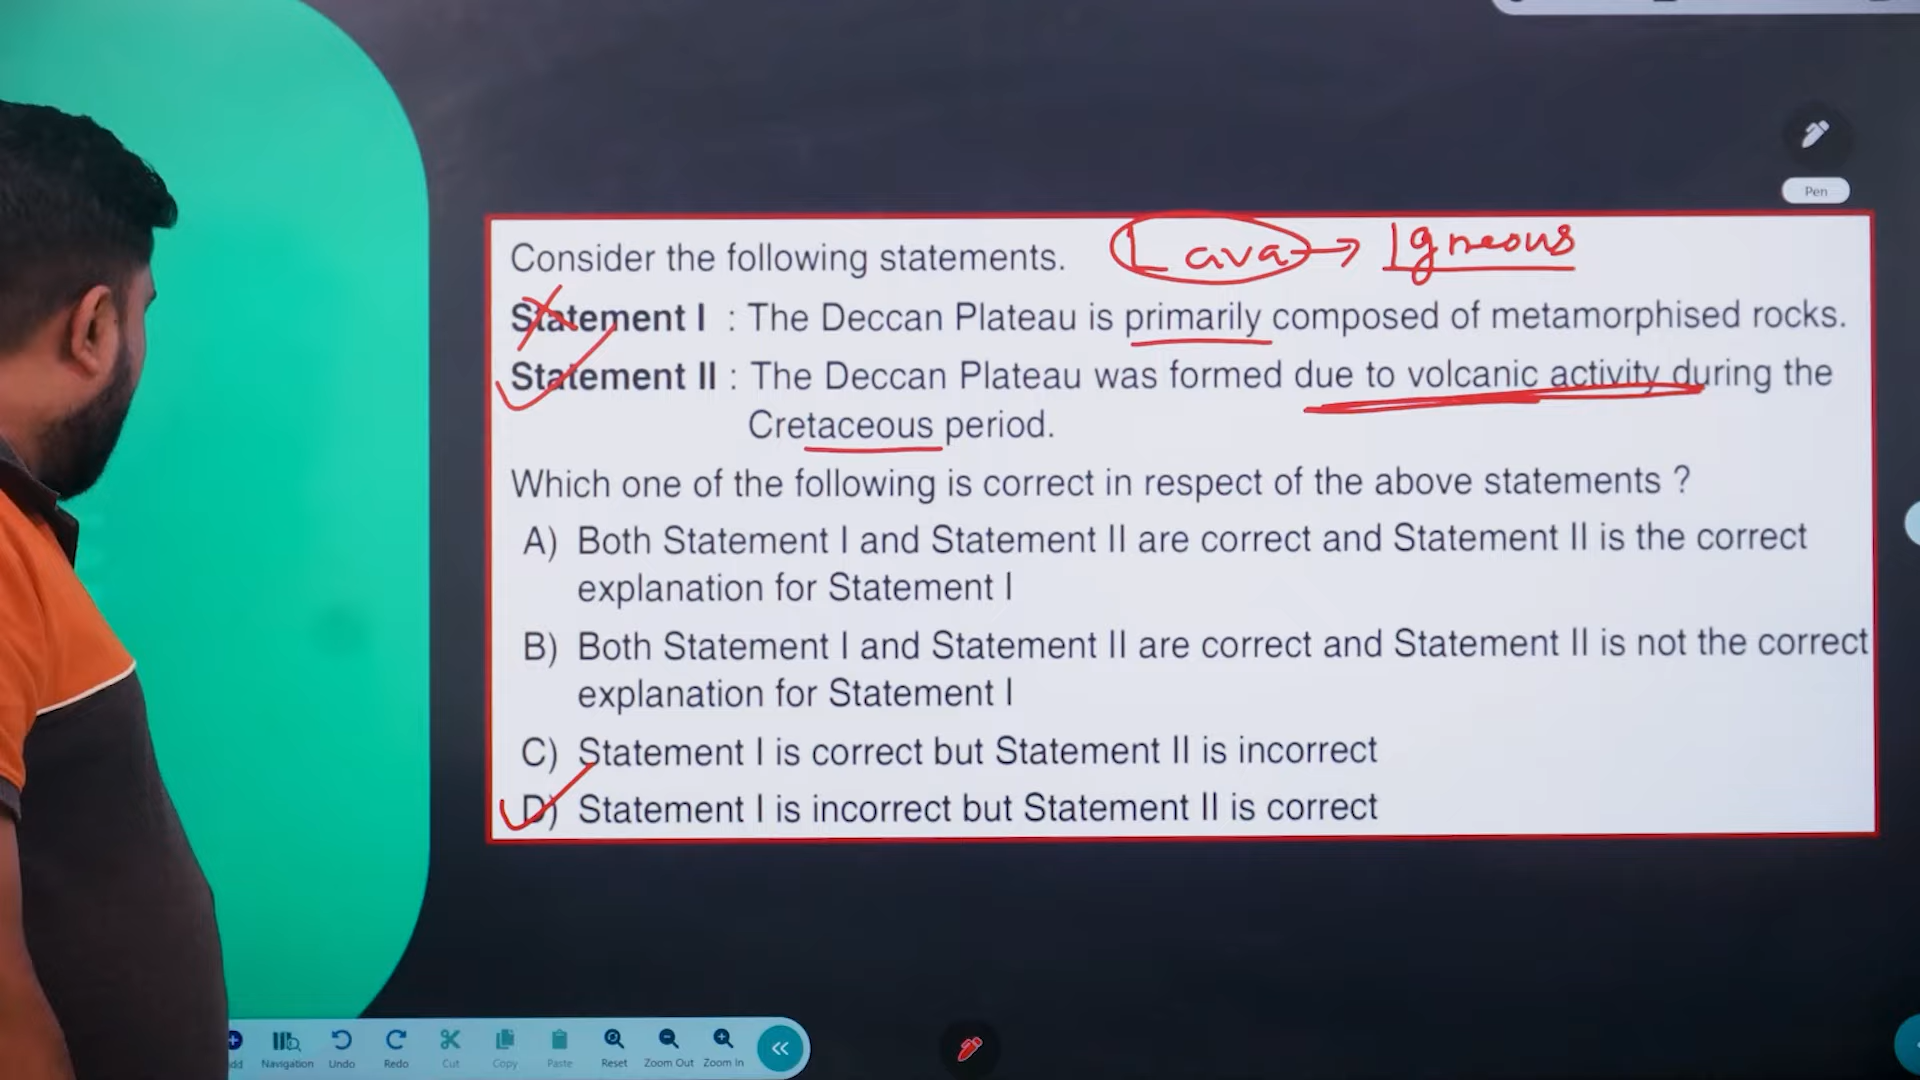 Pen
Lava → Igneous
Consider the following statements.
Statement I : The Deccan Plateau is primarily composed of metamorphised rocks.
Statement II : The Deccan Plateau was formed due to volcanic activity during the
Cretaceous period.
Which one of the following is correct in respect of the above statements ?
A) Both Statement I and Statement II are correct and Statement II is the correct
explanation for Statement I
B) Both Statement I and Statement II are correct and Statement II is not the correct
explanation for Statement I
C) Statement I is correct but Statement II is incorrect
D) Statement I is incorrect but Statement II is correct
Navigation Undo Redo Cut Copy Paste Reset Zoom Out Zoom In